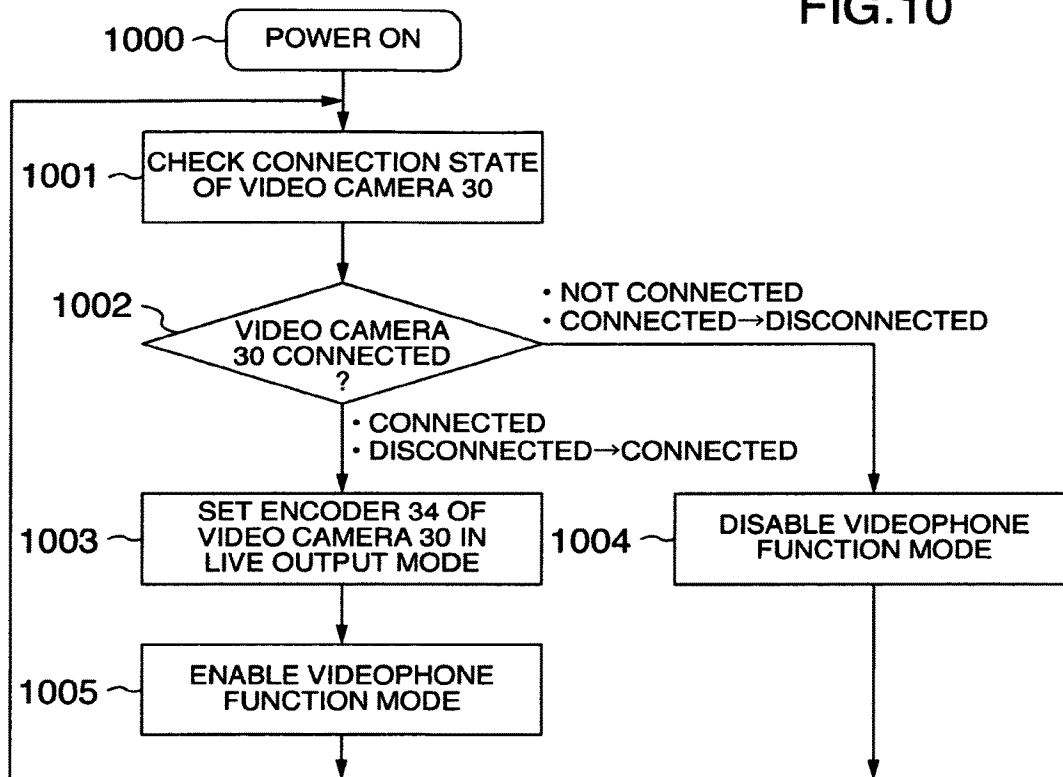 FIG.10
1000
POWER ON
1001
CHECK CONNECTION STATE
OF VIDEO CAMERA 30
1002
VIDEO CAMERA
30 CONNECTED
?
• NOT CONNECTED
• CONNECTED→DISCONNECTED
• CONNECTED
• DISCONNECTED→CONNECTED
1003
SET ENCODER 34 OF
VIDEO CAMERA 30 IN
LIVE OUTPUT MODE
1004
DISABLE VIDEOPHONE
FUNCTION MODE
1005
ENABLE VIDEOPHONE
FUNCTION MODE